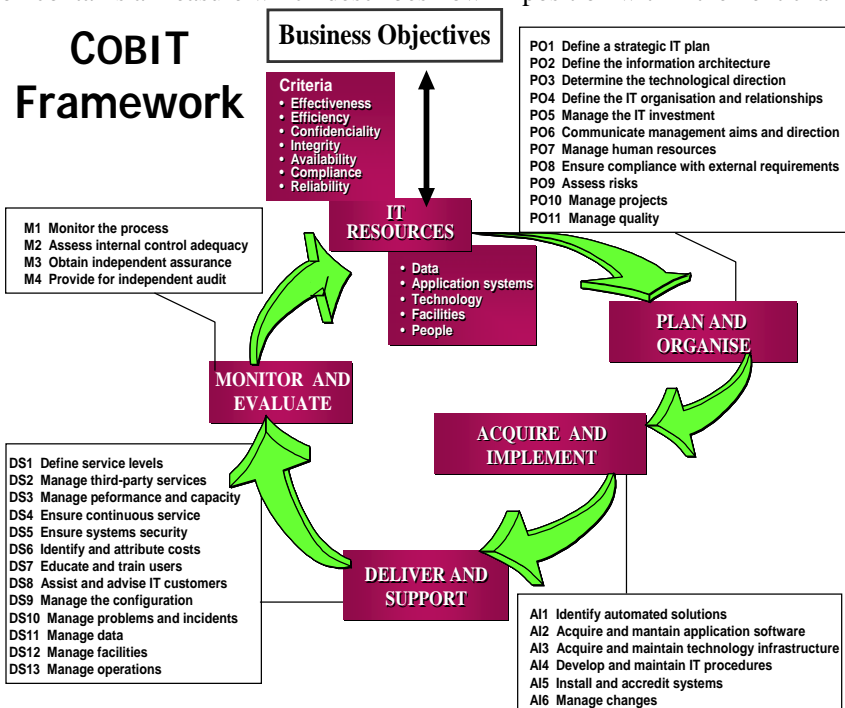 COBIT
Framework
Business Objectives
Criteria
• Effectiveness
• Efficiency
• Confidenciality
• Integrity
• Availability
• Compliance
• Reliability
IT
RESOURCES
• Data
• Application systems
• Technology
• Facilities
• People
PO1 Define a strategic IT plan
PO2 Define the information architecture
PO3 Determine the technological direction
PO4 Define the IT organisation and relationships
PO5 Manage the IT investment
PO6 Communicate management aims and direction
PO7 Manage human resources
PO8 Ensure compliance with external requirements
PO9 Assess risks
PO10 Manage projects
PO11 Manage quality
PLAN AND
ORGANISE
ACQUIRE AND
IMPLEMENT
AI1 Identify automated solutions
AI2 Acquire and mantain application software
AI3 Acquire and maintain technology infrastructure
AI4 Develop and maintain IT procedures
AI5 Install and accredit systems
AI6 Manage changes
DELIVER AND
SUPPORT
DS1 Define service levels
DS2 Manage third-party services
DS3 Manage peformance and capacity
DS4 Ensure continuous service
DS5 Ensure systems security
DS6 Identify and attribute costs
DS7 Educate and train users
DS8 Assist and advise IT customers
DS9 Manage the configuration
DS10 Manage problems and incidents
DS11 Manage data
DS12 Manage facilities
DS13 Manage operations
MONITOR AND
EVALUATE
M1 Monitor the process
M2 Assess internal control adequacy
M3 Obtain independent assurance
M4 Provide for independent audit